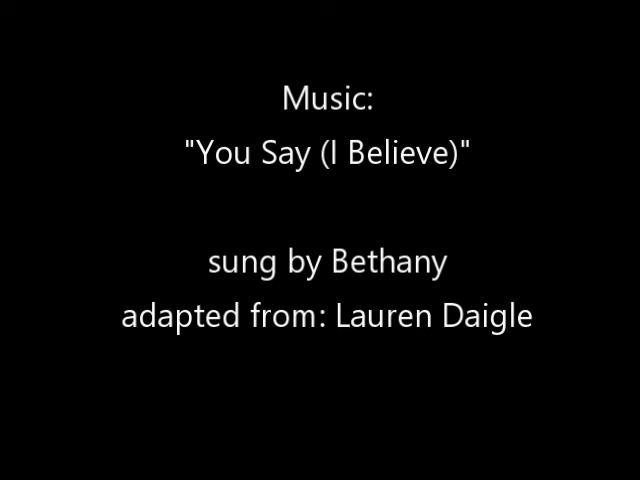 Music:
"You Say (I Believe)"
sung by Bethany
adapted from: Lauren Daigle